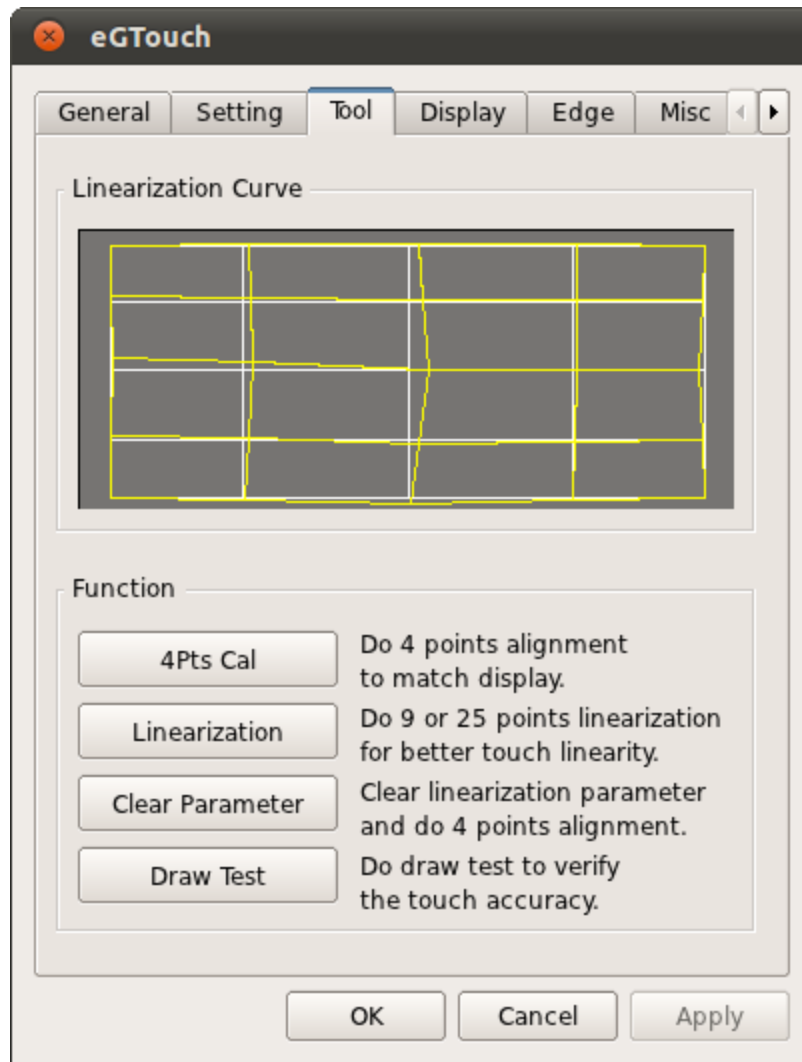 eGTouch
General Setting Tool Display Edge Misc
Linearization Curve
Function
4Pts Cal
Do 4 points alignment
to match display.
Linearization
Do 9 or 25 points linearization
for better touch linearity.
Clear Parameter
Clear linearization parameter
and do 4 points alignment.
Draw Test
Do draw test to verify
the touch accuracy.
OK Cancel Apply